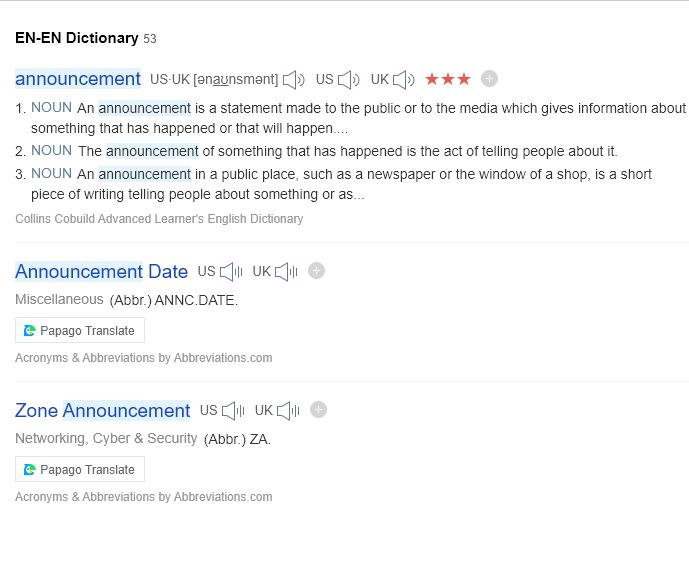 EN-EN Dictionary 53
announcement US·UK [ənaʊnsmənt] US UK ★★★
1. NOUN An announcement is a statement made to the public or to the media which gives information about
something that has happened or that will happen....
2. NOUN The announcement of something that has happened is the act of telling people about it.
3. NOUN An announcement in a public place, such as a newspaper or the window of a shop, is a short
piece of writing telling people about something or as...
Collins Cobuild Advanced Learner's English Dictionary
Announcement Date US UK
Miscellaneous (Abbr.) ANNC.DATE.
Papago Translate
Acronyms & Abbreviations by Abbreviations.com
Zone Announcement US UK
Networking, Cyber & Security (Abbr.) ZA.
Papago Translate
Acronyms & Abbreviations by Abbreviations.com